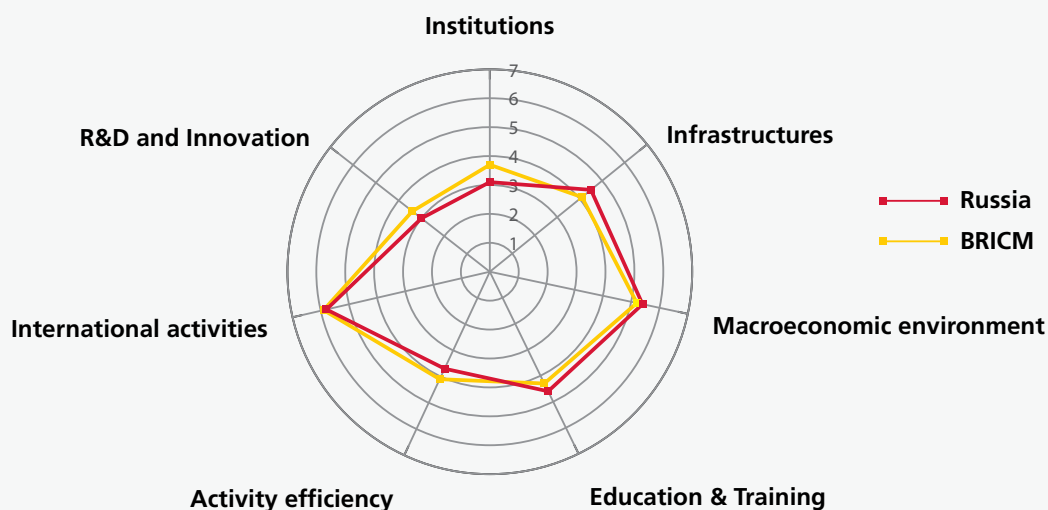 Institutions
7
6
5
4
3
2
1
R&D and Innovation
Infrastructures
Russia
BRICM
International activities
Macroeconomic environment
Activity efficiency
Education & Training